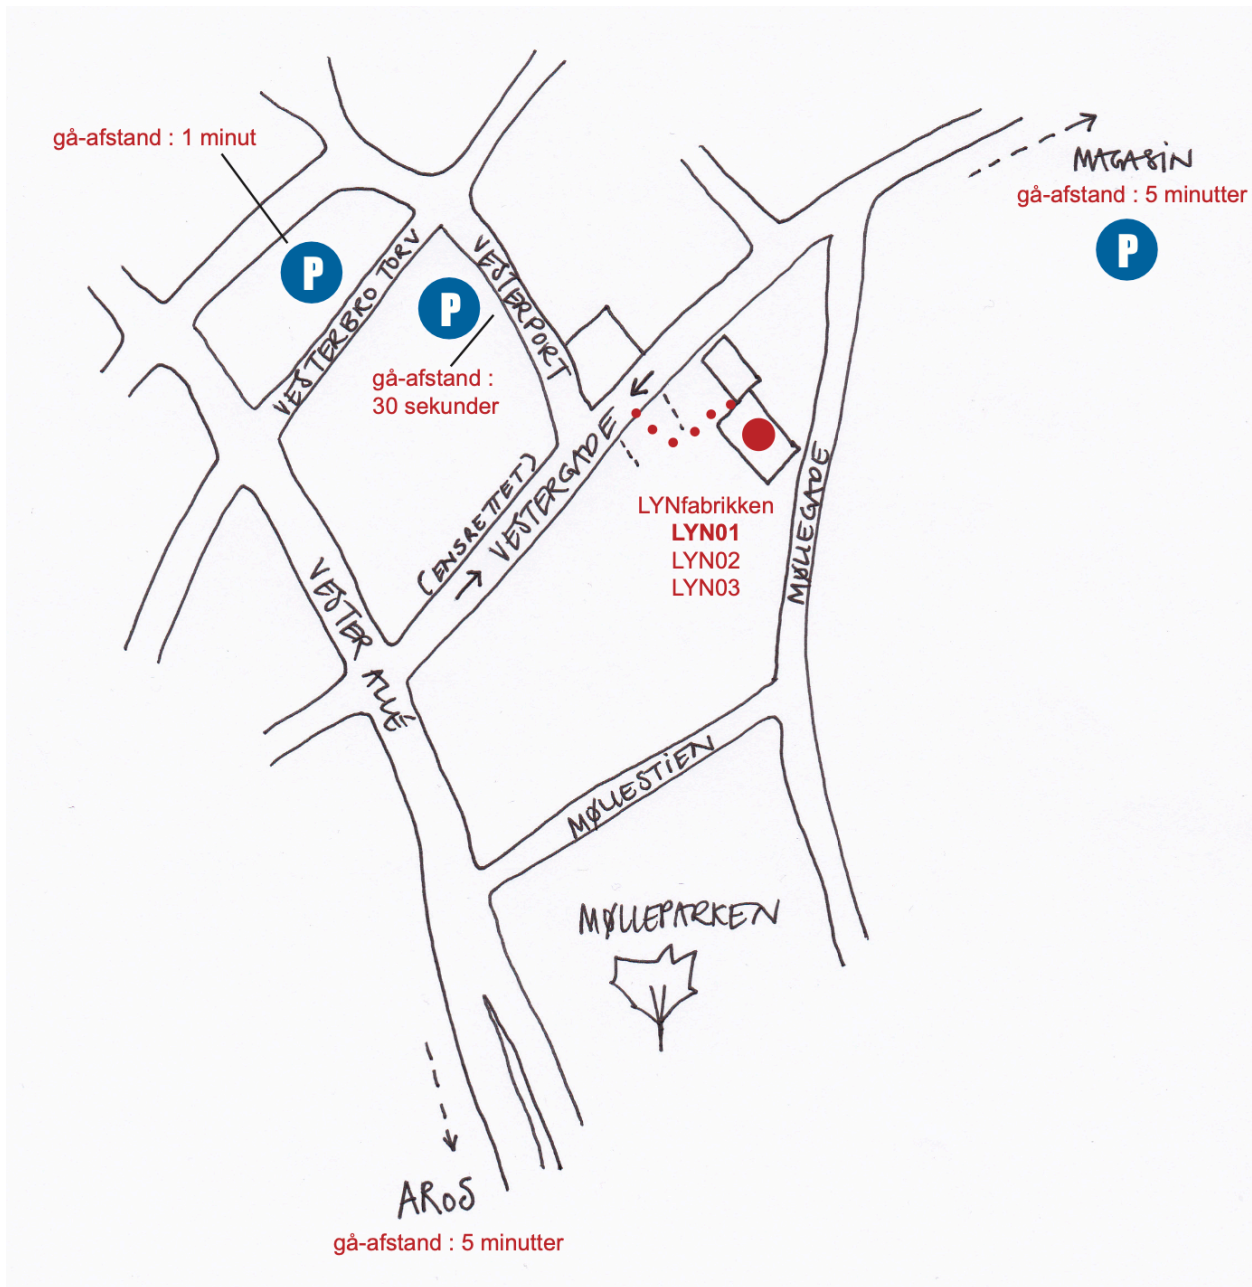 gå-afstand : 1 minut
MAGASIN
gå-afstand : 5 minutter
P
P
P
VESTERBRO TORV
VESTERPORT
gå-afstand :
30 sekunder
(ENSRETTET)
VESTERGADE
LYNfabrikken
LYN01
LYN02
LYN03
MØLLEGADE
VESTER ALLÉ
MØLLESTIEN
MØLLEPARKEN
AROS
gå-afstand : 5 minutter